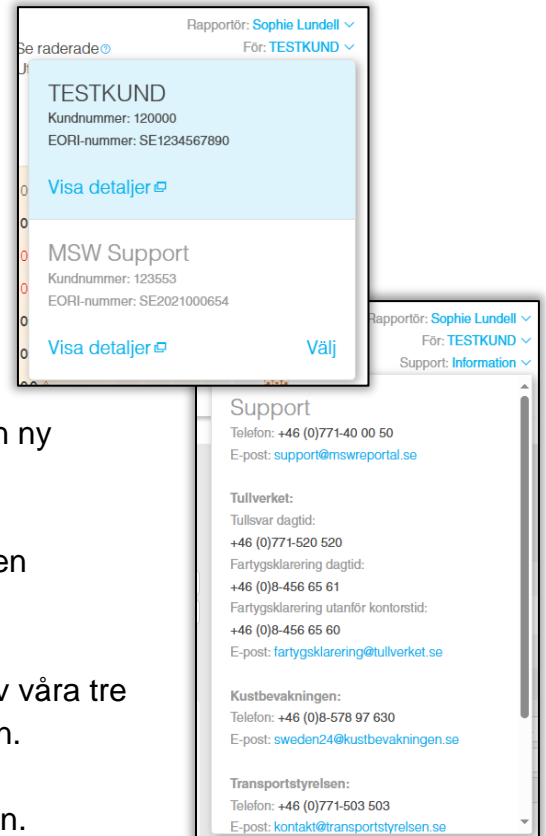 Rapportör: Sophie Lundell
Se raderade
För: TESTKUND
TESTKUND
Kundnummer: 120000
EORI-nummer: SE1234567890
Visa detaljer
MSW Support
Kundnummer: 123553
EORI-nummer: SE2021000654
Visa detaljer Välj
ny
en
våra tre
Rapportör: Sophie Lundell
För: TESTKUND
Support: Information
Support
Telefon: +46 (0)771-40 00 50
E-post: support@mswreportal.se
Tullverket:
Tullsvar dagtid:
+46 (0)771-520 520
Fartygsklarering dagtid:
+46 (0)8-456 65 61
Fartygsklarering utanför kontorstid:
+46 (0)8-456 65 60
E-post: fartygsklarering@tullverket.se
Kustbevakningen:
Telefon: +46 (0)8-578 97 630
E-post: sweden24@kustbevakningen.se
Transportstyrelsen:
Telefon: +46 (0)771-503 503
E-post: kontakt@transportstyrelsen.se